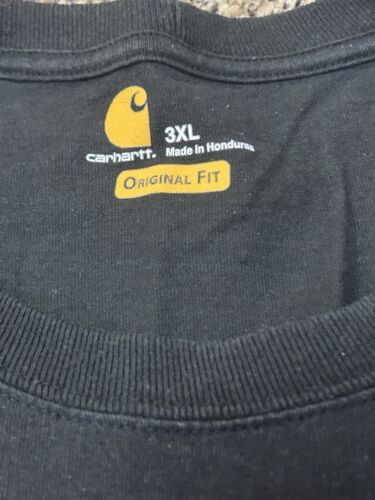 3XL
carhartt. Made in Honduras
ORIGINAL FIT